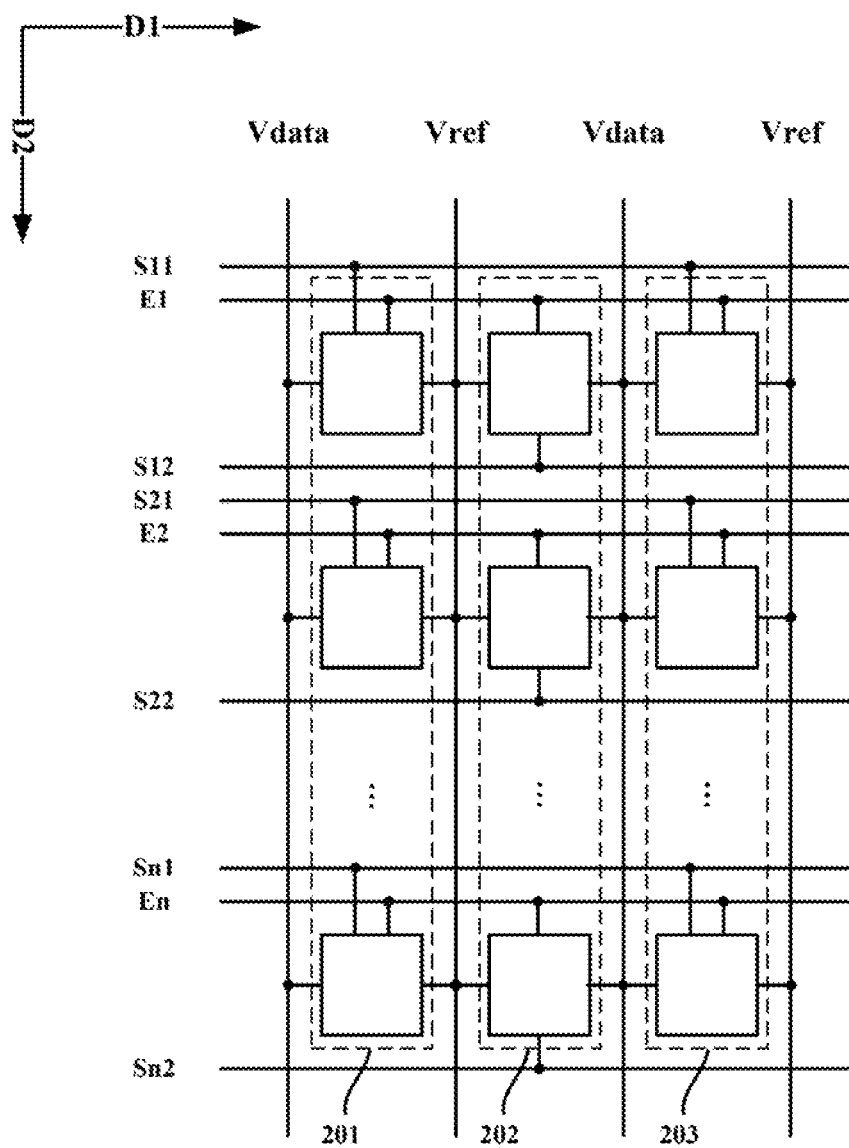 D1
D2
Vdata Vref Vdata Vref
S11
E1
S12
S21
E2
S22
... ... ...
Sn1
En
Sn2
201 202 203